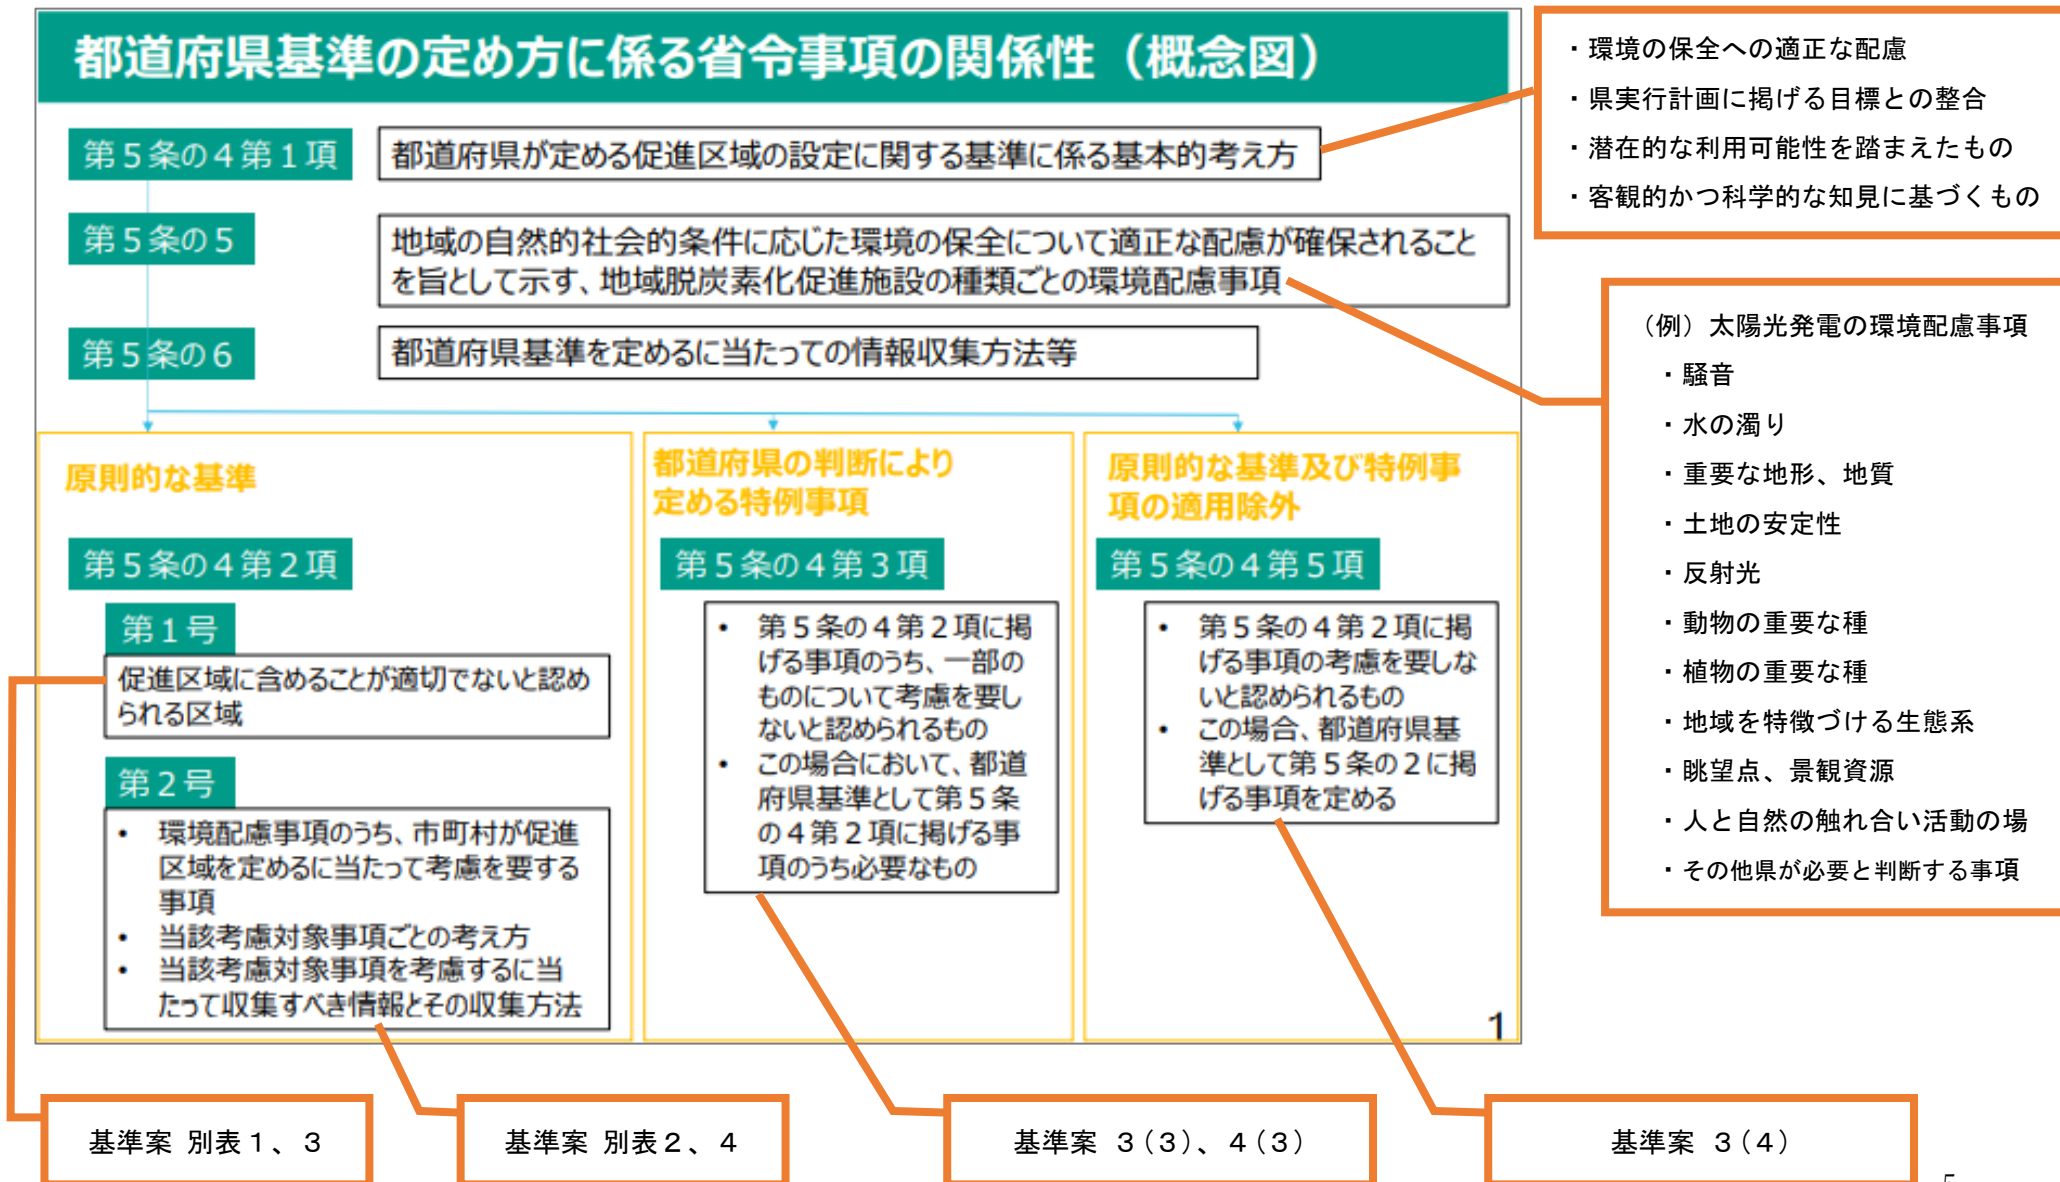 都道府県基準の定め方に係る省令事項の関係性（概念図）
第５条の４第１項
都道府県が定める促進区域の設定に関する基準に係る基本的考え方
・環境の保全への適正な配慮
・県実行計画に掲げる目標との整合
・潜在的な利用可能性を踏まえたもの
・客観的かつ科学的な知見に基づくもの
第５条の５
地域の自然的社会的条件に応じた環境の保全について適正な配慮が確保されること
を旨として示す、地域脱炭素化促進施設の種類ごとの環境配慮事項
第５条の６
都道府県基準を定めるに当たっての情報収集方法等
（例）太陽光発電の環境配慮事項
・騒音
・水の濁り
・重要な地形、地質
・土地の安定性
・反射光
・動物の重要な種
・植物の重要な種
・地域を特徴づける生態系
・眺望点、景観資源
・人と自然の触れ合い活動の場
・その他県が必要と判断する事項
原則的な基準
第５条の４第２項
第１号
促進区域に含めることが適切でないと認め
られる区域
第２号
• 環境配慮事項のうち、市町村が促進
区域を定めるに当たって考慮を要する
事項
• 当該考慮対象事項ごとの考え方
• 当該考慮対象事項を考慮するに当
たって収集すべき情報とその収集方法
都道府県の判断により
定める特例事項
第５条の４第３項
• 第５条の４第２項に掲
げる事項のうち、一部の
ものについて考慮を要し
ないと認められるもの
• この場合において、都道
府県基準として第５条
の４第２項に掲げる事
項のうち必要なもの
原則的な基準及び特例事
項の適用除外
第５条の４第５項
• 第５条の４第２項に掲
げる事項の考慮を要しな
いと認められるもの
• この場合、都道府県基
準として第５条の２に掲
げる事項を定める
1
基準案 別表１、３
基準案 別表２、４
基準案 ３(３)、４(３)
基準案 ３(４)